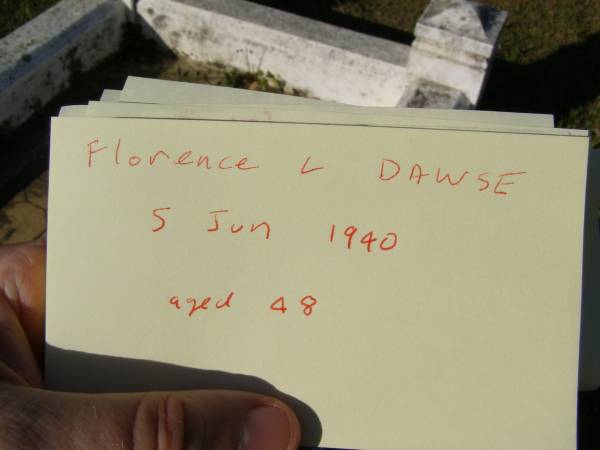 Florence L DAWSE
5 Jun 1940
aged 48